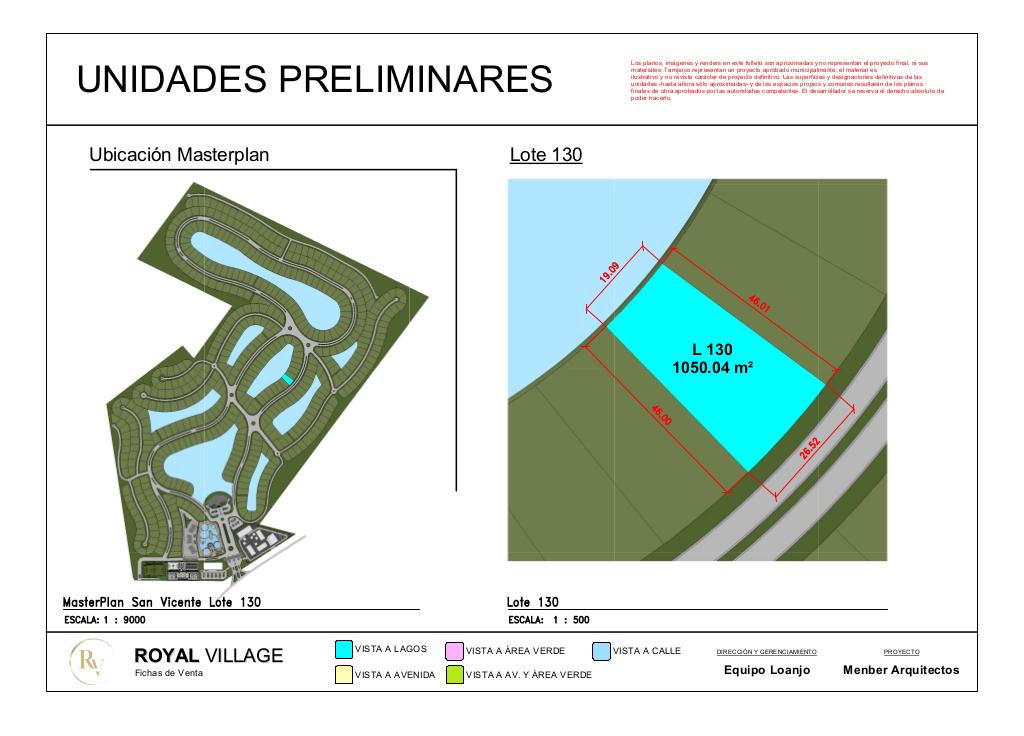 UNIDADES PRELIMINARES
Los planos, imágenes y renders en este folleto son aproximadas y no representan el proyecto final, ni sus
materiales. Tampoco representan un proyecto aprobado municipalmente, el material es
ilustrativo y no reviste carácter de proyecto definitivo. Las superficies y designaciones definitivas de las
unidades -hasta ahora sólo aproximadas- y de los espacios propios y comunes resultarán de los planos
finales de obra aprobados por las autoridades competentes. El desarrollador se reserva el derecho absoluto de
poder hacerlo.
Ubicación Masterplan
Lote 130
19.09
46.01
L 130
1050.04 m²
46.00
26.52
MasterPlan San Vicente Lote 130
ESCALA: 1 : 9000
Lote 130
ESCALA: 1 : 500
RV
ROYAL VILLAGE
Fichas de Venta
VISTA A LAGOS
VISTA A ÁREA VERDE
VISTA A CALLE
VISTA A AVENIDA
VISTA A AV. Y ÁREA VERDE
DIRECCIÓN Y GERENCIAMIENTO
Equipo Loanjo
PROYECTO
Menber Arquitectos